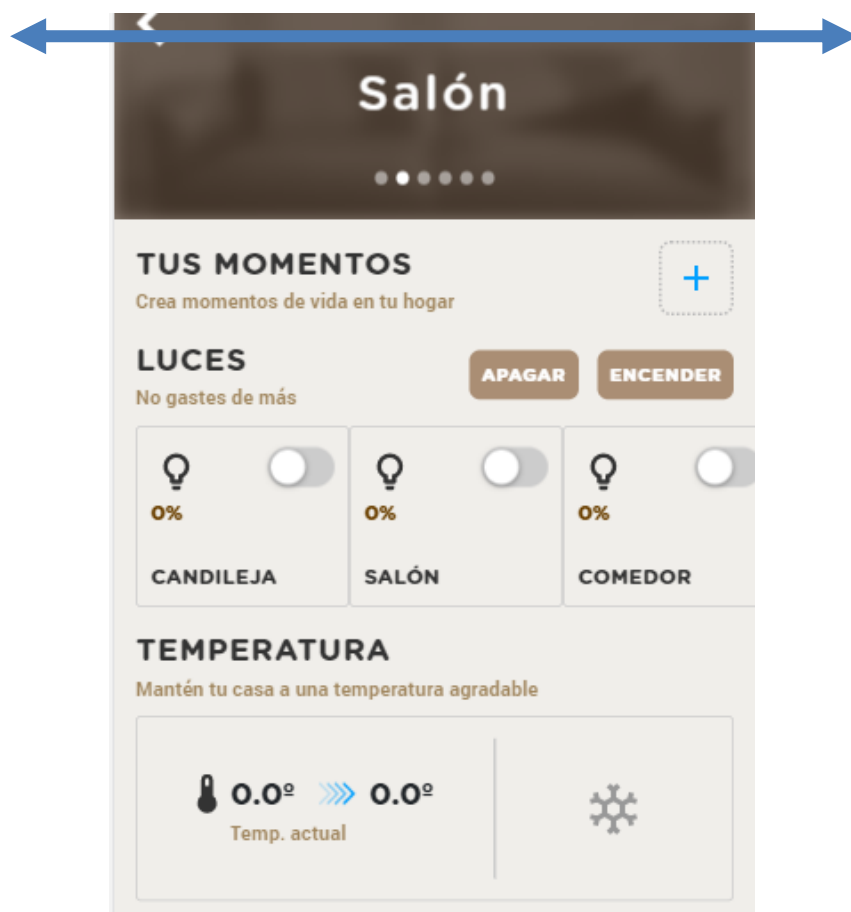 Salón
TUS MOMENTOS
Crea momentos de vida en tu hogar
LUCES
APAGAR
ENCENDER
No gastes de más
0%
0%
0%
CANDILEJA
SALÓN
COMEDOR
TEMPERATURA
Mantén tu casa a una temperatura agradable
0.0º
0.0º
Temp. actual